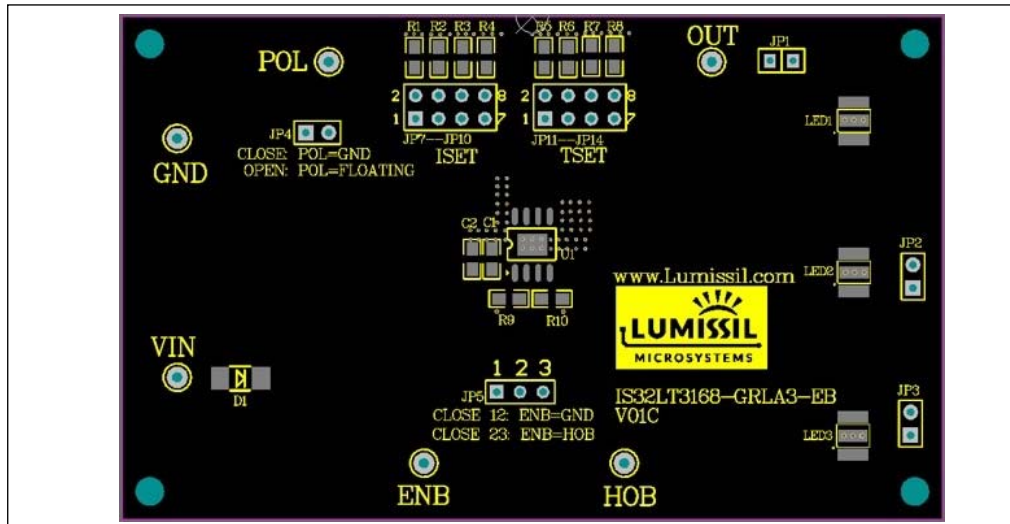 R1 R2 R3 R4 R5 R6 R7 R8
OUT
JP1
POL
2 8
1 7
2 8
1 7
JP7--JP10
ISET
JP11--JP14
TSET
LED1
JP4
CLOSE: POL=GND
OPEN: POL=FLOATING
GND
C2 C1
U1
JP2
LED2
www.Lumissil.com
LUMISSIL
MICROSYSTEMS
R9 R10
VIN
D1
1 2 3
JP5
CLOSE 12: ENB=GND
CLOSE 23: ENB=HOB
IS32LT3168-GRLA3-EB
V01C
JP3
LED3
ENB
HOB